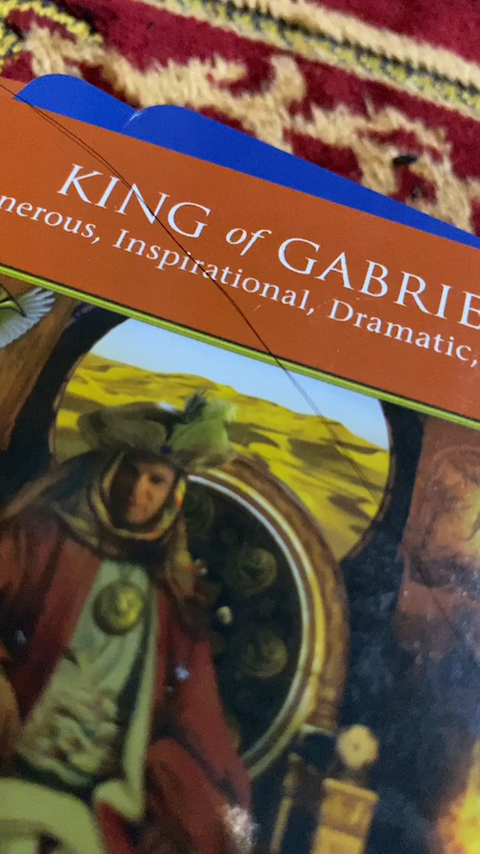 KING of GABRIE
nerous, Inspirational, Dramatic,